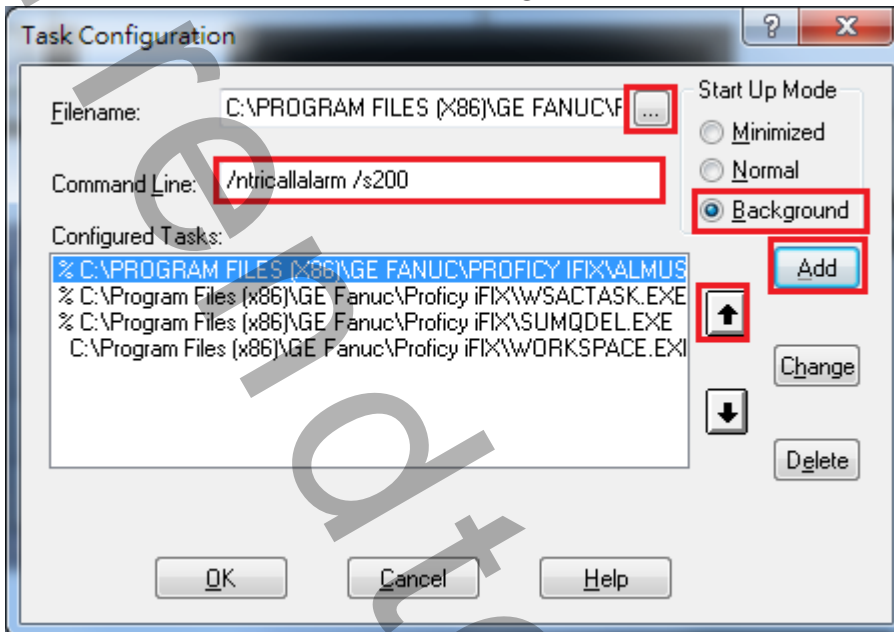 Task Configuration
Filename: C:\PROGRAM FILES (X86)\GE FANUC\F ...
Start Up Mode
Minimized
Normal
Background
Command Line: /ntricallalarm /s200
Configured Tasks:
% C:\PROGRAM FILES (X86)\GE FANUC\PROFICY IFIX\ALMUS
% C:\Program Files (x86)\GE Fanuc\Proficy iFIX\WSACTASK.EXE
% C:\Program Files (x86)\GE Fanuc\Proficy iFIX\SUMQDEL.EXE
C:\Program Files (x86)\GE Fanuc\Proficy iFIX\WORKSPACE.EXI
Add
Change
Delete
OK Cancel Help